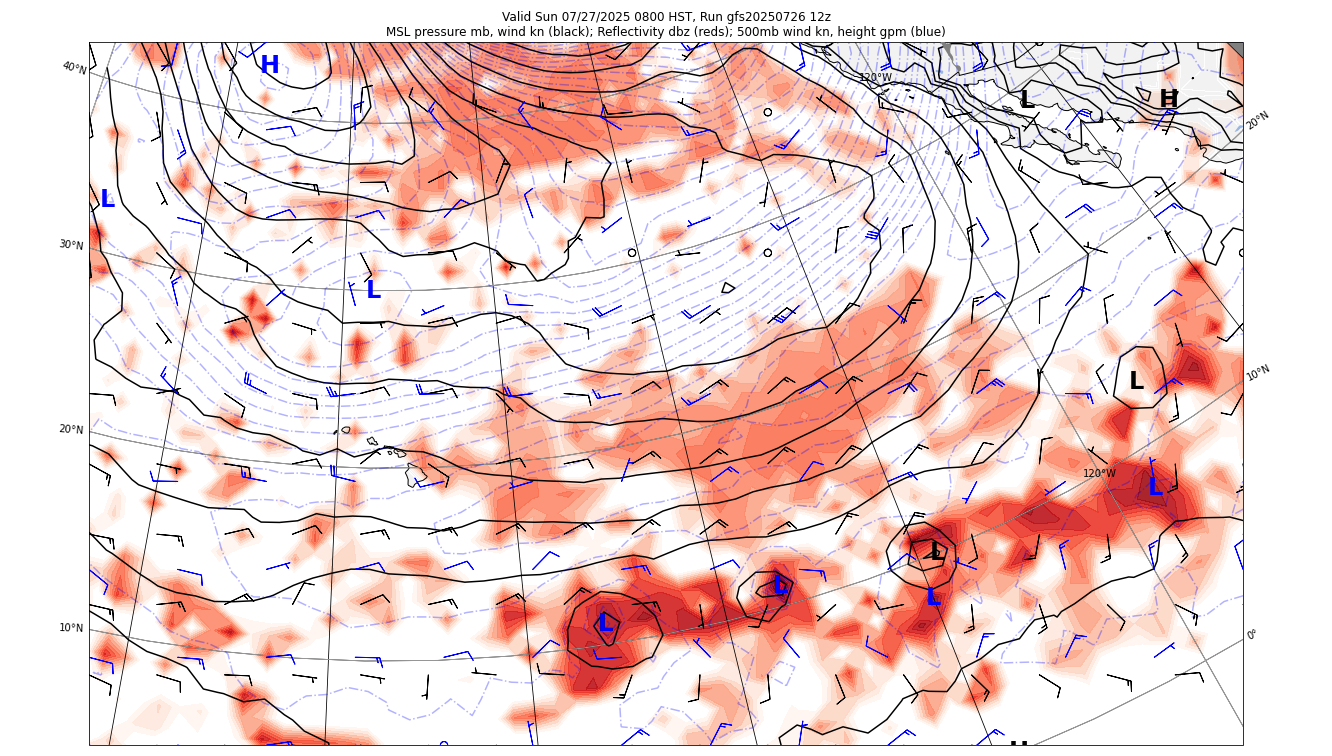 Valid Sun 07/27/2025 0800 HST, Run gfs20250726 12z
MSL pressure mb, wind kn (black); Reflectivity dbz (reds); 500mb wind kn, height gpm (blue)
40°N
H
120°W
L
H
20°N
L
30°N
L
10°N
L
20°N
120°W
L
L
L
L
L
10°N
0°
H